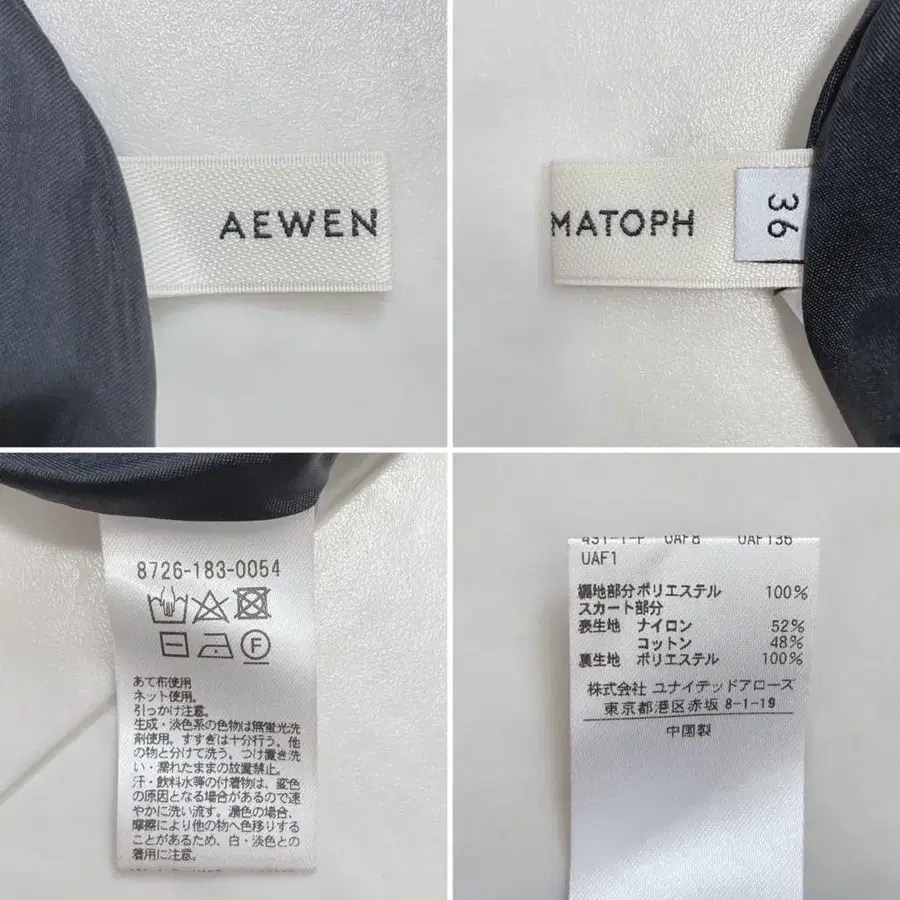 AEWEN
MATOPH
36
8726-183-0054
あて布使用
ネット使用。
引っかけ注意。
生成・淡色系の色物は無蛍光洗
剤使用。すすぎは十分行う。他
の物と分けて洗う。つけ置き洗
い・濡れたままの放置禁止。
汗・飲料水等の付着物は、変色
の原因となる場合があるので速
やかに洗い流す。濃色の場合、
摩擦により他の物へ色移りする
ことがあるため、白・淡色との
着用に注意。
431-1-F UAF8 UAF136
UAF1
編地部分 ポリエステル 100%
スカート部分
表生地 ナイロン 52%
コットン 48%
裏生地 ポリエステル 100%
株式会社 ユナイテッドアローズ
東京都港区赤坂 8-1-19
中国製